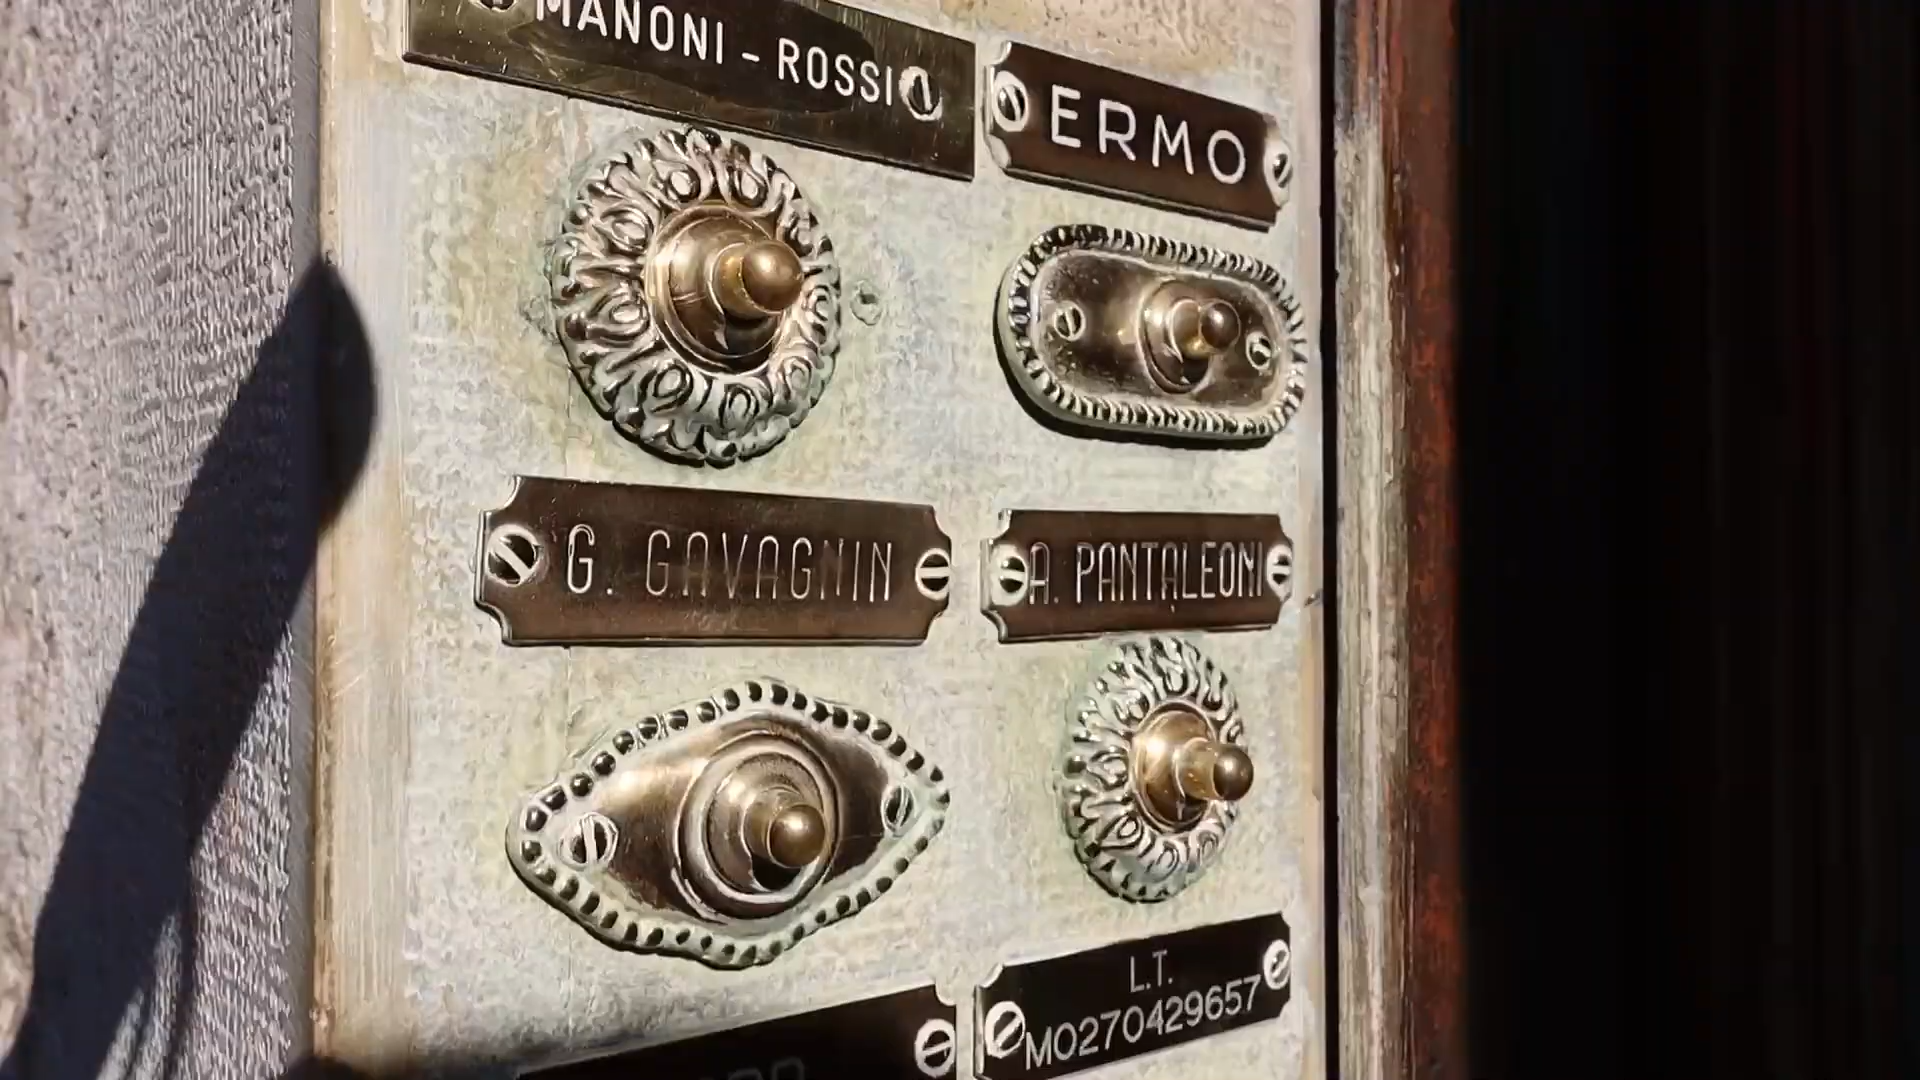 MANONI - ROSSI
ERMO
G. GAVAGNIN
A. PANTALEONI
L.T.
M0270429657